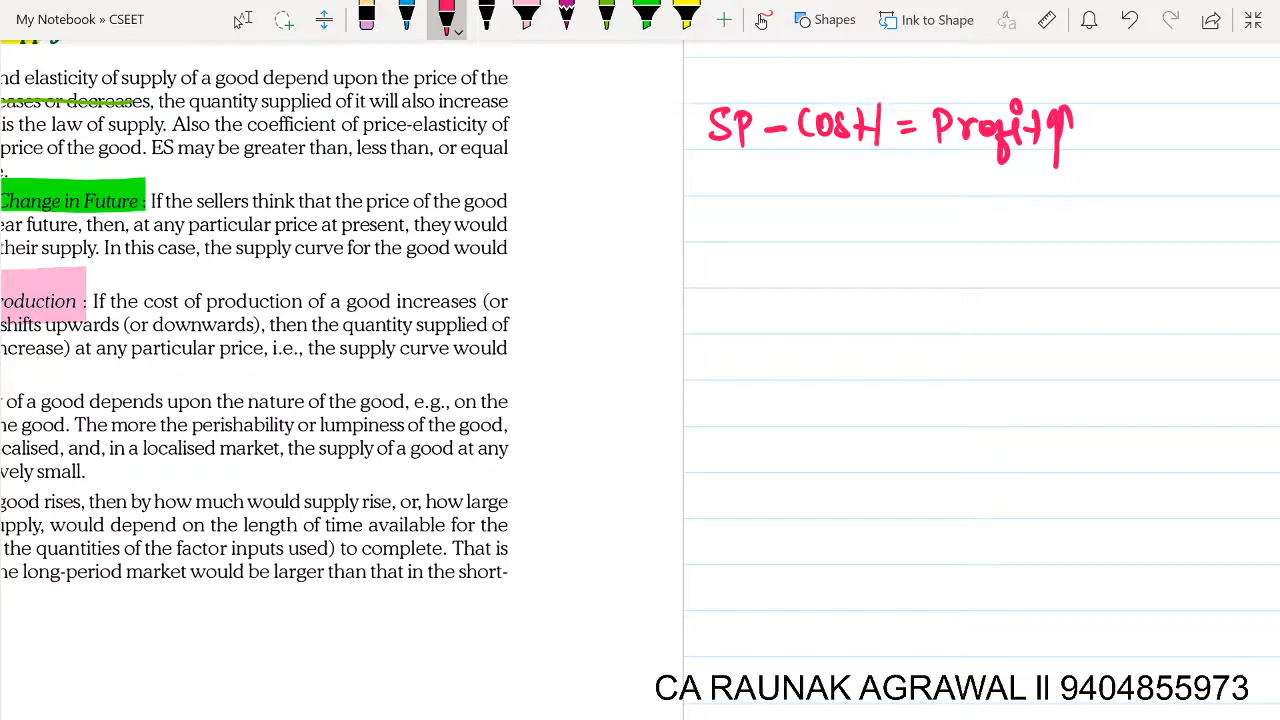 My Notebook » CSEET
Shapes
Ink to Shape
nd elasticity of supply of a good depend upon the price of the
eases or decreases, the quantity supplied of it will also increase
is the law of supply. Also the coefficient of price-elasticity of
price of the good. ES may be greater than, less than, or equal
e.
Change in Future : If the sellers think that the price of the good
ear future, then, at any particular price at present, they would
their supply. In this case, the supply curve for the good would
roduction : If the cost of production of a good increases (or
shifts upwards (or downwards), then the quantity supplied of
ncrease) at any particular price, i.e., the supply curve would
of a good depends upon the nature of the good, e.g., on the
he good. The more the perishability or lumpiness of the good,
calised, and, in a localised market, the supply of a good at any
vely small.
good rises, then by how much would supply rise, or, how large
upply, would depend on the length of time available for the
the quantities of the factor inputs used) to complete. That is
he long-period market would be larger than that in the short-
SP - Cost = Profit
CA RAUNAK AGRAWAL II 9404855973